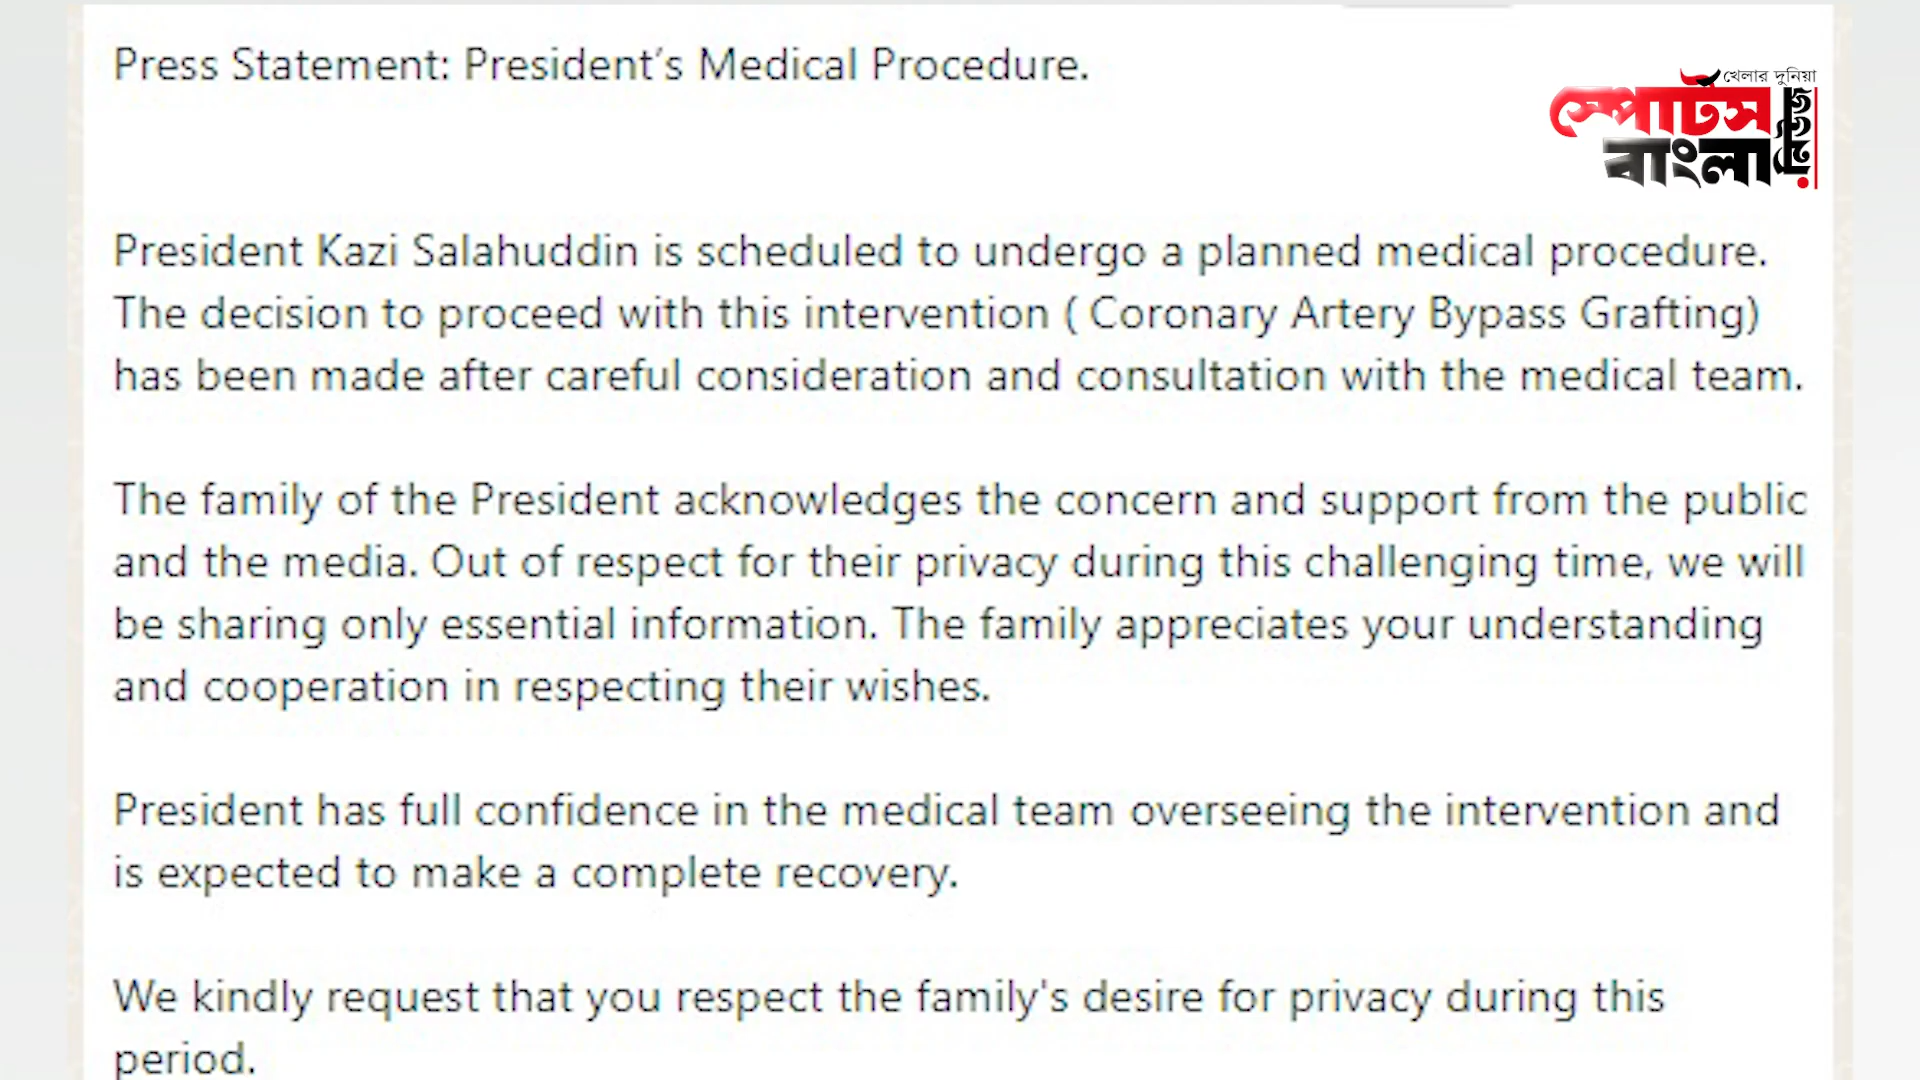 Press Statement: President’s Medical Procedure.
খেলার দুনিয়া
স্পোর্টস
বাংলা
নিউজ
President Kazi Salahuddin is scheduled to undergo a planned medical procedure.
The decision to proceed with this intervention ( Coronary Artery Bypass Grafting)
has been made after careful consideration and consultation with the medical team.
The family of the President acknowledges the concern and support from the public
and the media. Out of respect for their privacy during this challenging time, we will
be sharing only essential information. The family appreciates your understanding
and cooperation in respecting their wishes.
President has full confidence in the medical team overseeing the intervention and
is expected to make a complete recovery.
We kindly request that you respect the family's desire for privacy during this
period.